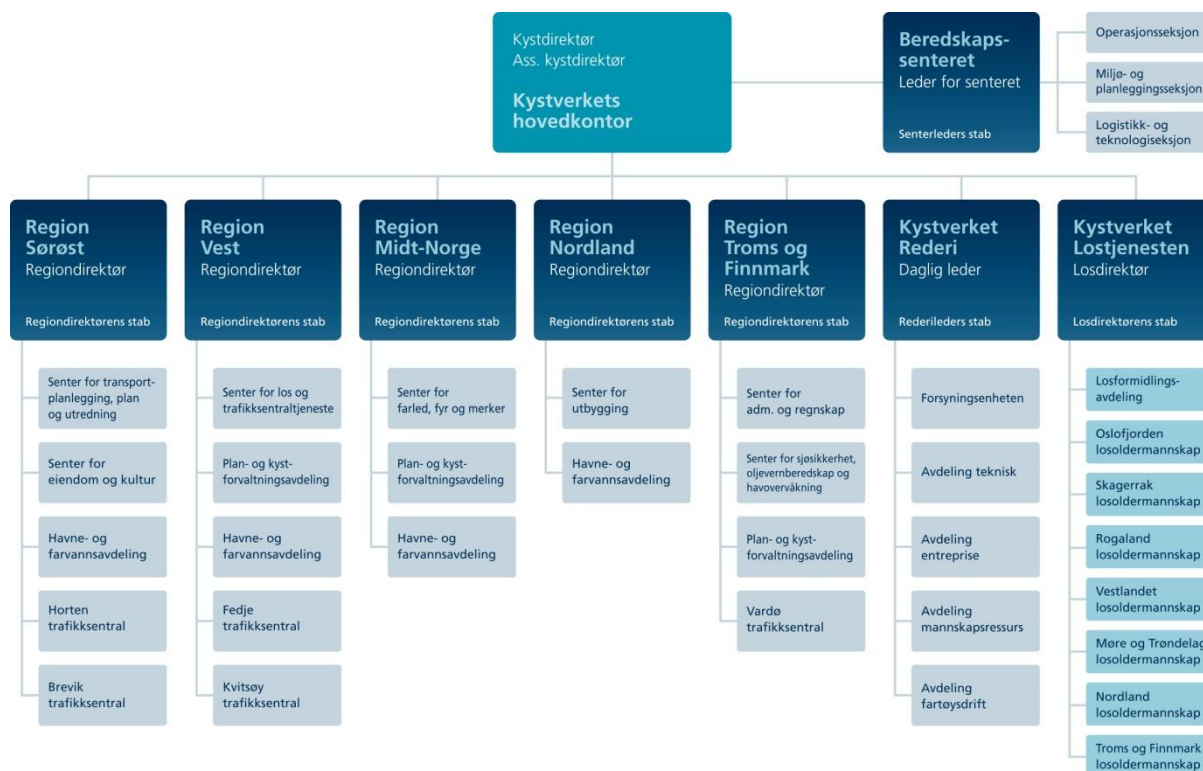 Kystdirektør
Ass. kystdirektør
Kystverkets
hovedkontor
Beredskaps-
senteret
Leder for senteret
Senterleders stab
Operasjonsseksjon
Miljø- og
planleggingsseksjon
Logistikk- og
teknologiseksjon
Region
Sørøst
Regiondirektør
Regiondirektørens stab
Senter for transport-
planlegging, plan
og utredning
Senter for
eiendom og kultur
Havne- og
farvannsavdeling
Horten
trafikksentral
Brevik
trafikksentral
Region
Vest
Regiondirektør
Regiondirektørens stab
Senter for los og
trafikksentraltjeneste
Plan- og kyst-
forvaltningsavdeling
Havne- og
farvannsavdeling
Fedje
trafikksentral
Kvitsøy
trafikksentral
Region
Midt-Norge
Regiondirektør
Regiondirektørens stab
Senter for
farled, fyr og merker
Plan- og kyst-
forvaltningsavdeling
Havne- og
farvannsavdeling
Region
Nordland
Regiondirektør
Regiondirektørens stab
Senter for
utbygging
Havne- og
farvannsavdeling
Region
Troms og
Finnmark
Regiondirektør
Regiondirektørens stab
Senter for
adm. og regnskap
Senter for sjøsikkerhet,
oljevernberedskap og
havovervåkning
Plan- og kyst-
forvaltningsavdeling
Vardø
trafikksentral
Kystverket
Rederi
Daglig leder
Rederileders stab
Forsyningsenheten
Avdeling teknisk
Avdeling
entreprise
Avdeling
mannskapsressurs
Avdeling
fartøysdrift
Kystverket
Lostjenesten
Losdirektør
Losdirektørens stab
Losformidlings-
avdeling
Oslofjorden
losoldermannskap
Skagerrak
losoldermannskap
Rogaland
losoldermannskap
Vestlandet
losoldermannskap
Møre og Trøndelag
losoldermannskap
Nordland
losoldermannskap
Troms og Finnmark
losoldermannskap